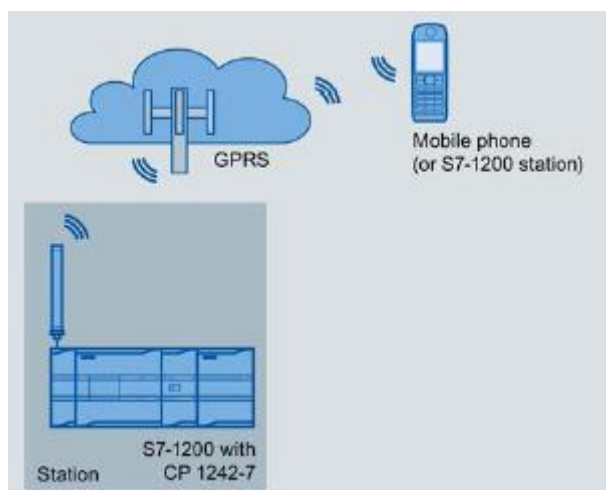 GPRS
Mobile phone
(or S7-1200 station)
S7-1200 with
Station CP 1242-7